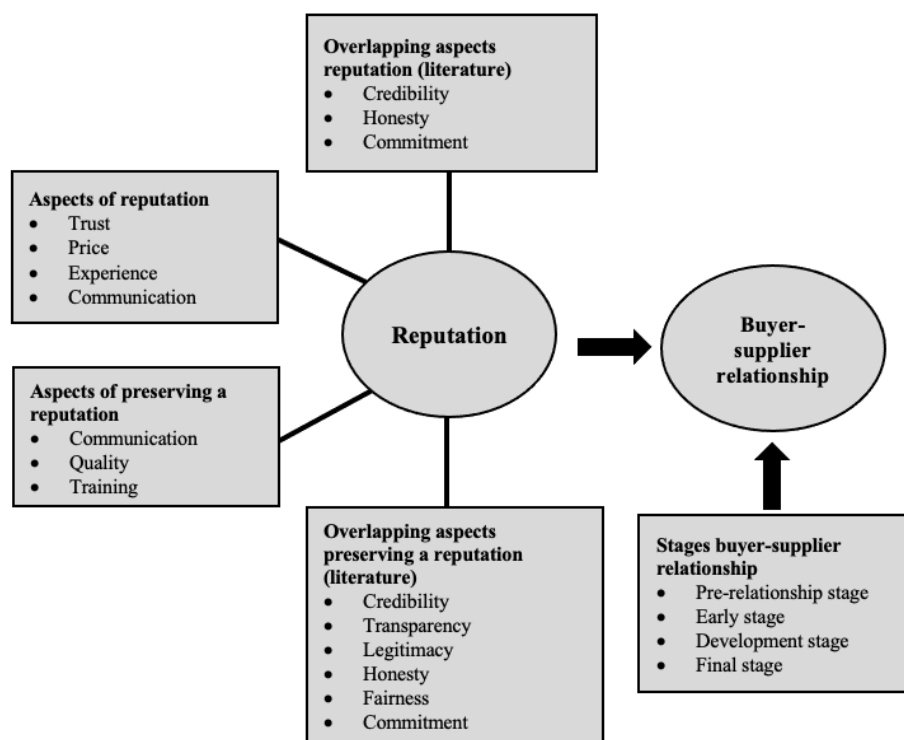 Overlapping aspects
reputation (literature)
• Credibility
• Honesty
• Commitment
Aspects of reputation
• Trust
• Price
• Experience
• Communication
Reputation
Buyer-
supplier
relationship
Aspects of preserving a
reputation
• Communication
• Quality
• Training
Overlapping aspects
preserving a reputation
(literature)
• Credibility
• Transparency
• Legitimacy
• Honesty
• Fairness
• Commitment
Stages buyer-supplier
relationship
• Pre-relationship stage
• Early stage
• Development stage
• Final stage